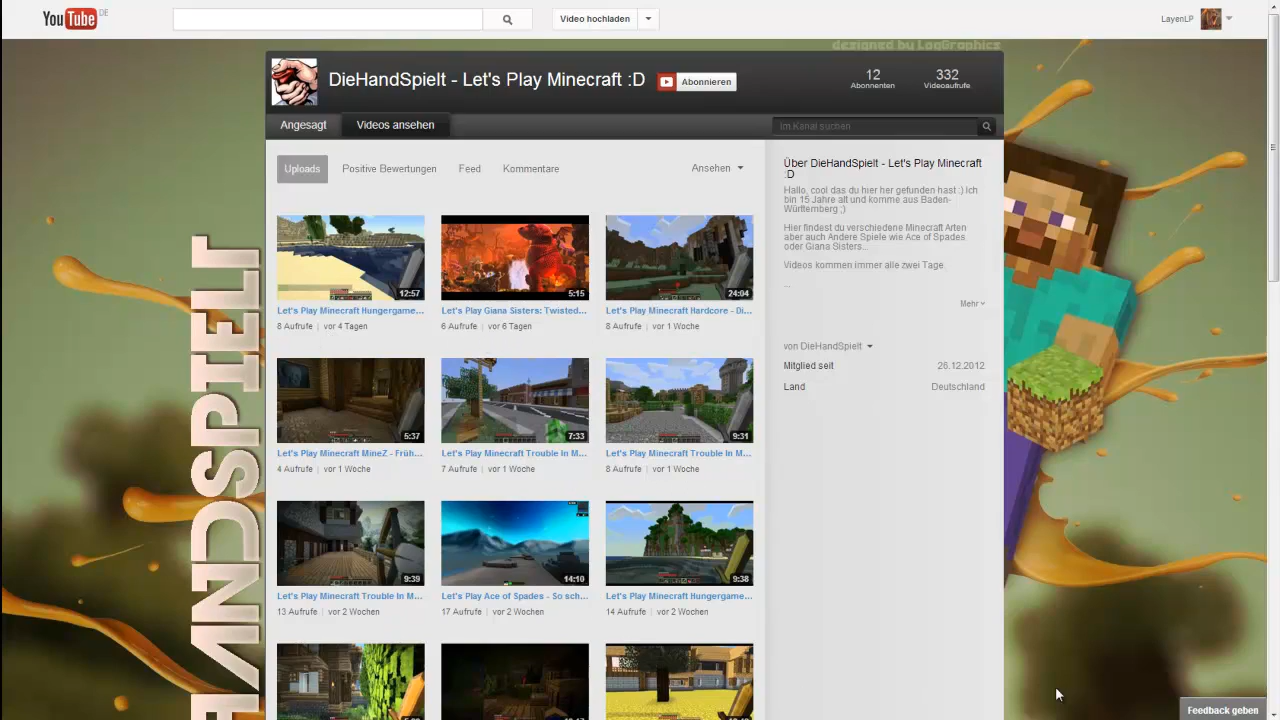 YouTube DE
Video hochladen
LayenLP
designed by LogGraphics
DieHandSpielt - Let's Play Minecraft :D
Abonnieren
12
Abonnenten
332
Videoaufrufe
Angesagt
Videos ansehen
Im Kanal suchen
Uploads
Positive Bewertungen
Feed
Kommentare
Ansehen
12:57
5:15
24:04
Let's Play Minecraft Hungergame...
Let's Play Giana Sisters: Twisted...
Let's Play Minecraft Hardcore - Di...
8 Aufrufe | vor 4 Tagen
6 Aufrufe | vor 6 Tagen
8 Aufrufe | vor 1 Woche
5:37
7:33
9:31
Let's Play Minecraft MineZ - Früh...
Let's Play Minecraft Trouble In M...
Let's Play Minecraft Trouble In M...
4 Aufrufe | vor 1 Woche
7 Aufrufe | vor 1 Woche
8 Aufrufe | vor 1 Woche
9:39
14:10
9:38
Let's Play Minecraft Trouble In M...
Let's Play Ace of Spades - So sch...
Let's Play Minecraft Hungergame...
13 Aufrufe | vor 2 Wochen
17 Aufrufe | vor 2 Wochen
14 Aufrufe | vor 2 Wochen
Über DieHandSpielt - Let's Play Minecraft
:D
Hallo, cool das du hier her gefunden hast :) Ich
bin 15 Jahre alt und komme aus Baden-
Württemberg ;)
Hier findest du verschiedene Minecraft Arten
aber auch Andere Spiele wie Ace of Spades
oder Giana Sisters...
Videos kommen immer alle zwei Tage.
...
Mehr
von DieHandSpielt
Mitglied seit
26.12.2012
Land
Deutschland
ANDSPIELT
Feedback geben